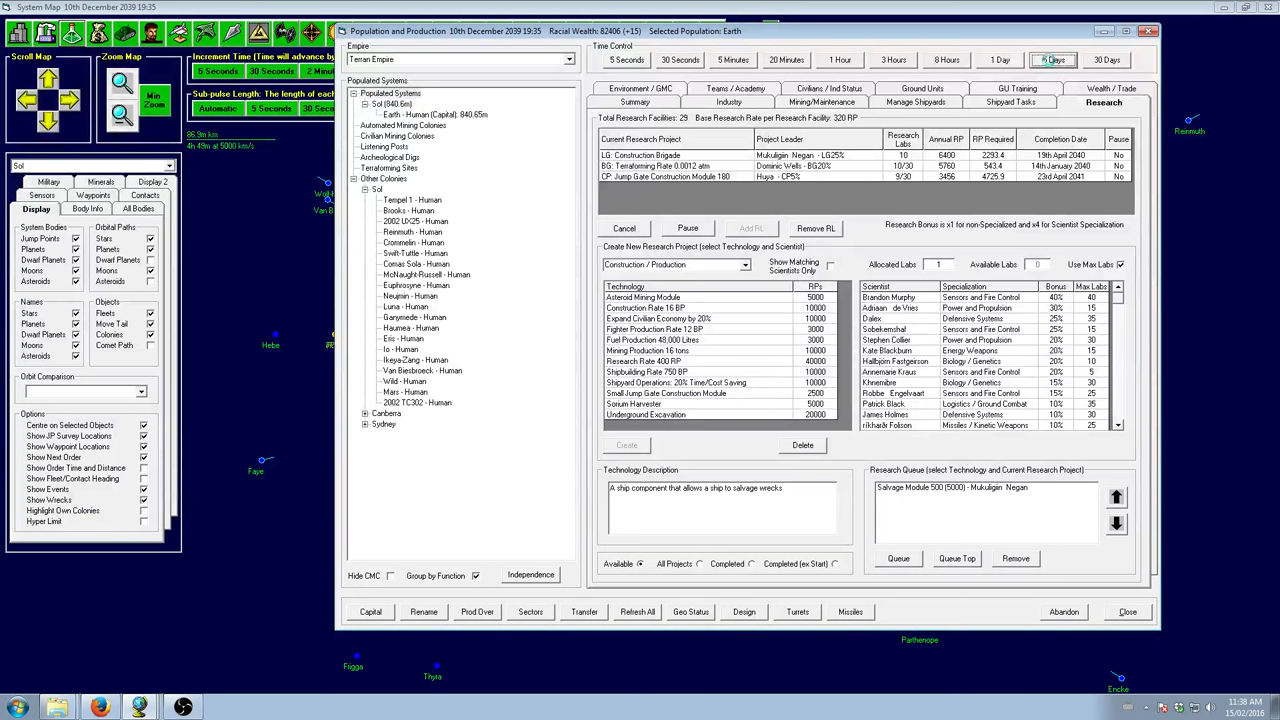 System Map 10th December 2039 19:35
Scroll Map
Zoom Map
Min Zoom
Increment Time (Time will advance by
5 Seconds
30 Seconds
2 Minu
Sub-pulse Length: The length of each
Automatic
5 Seconds
30
86.9m km
4h 49m at 5000 km/s
Sol
Military
Minerals
Display 2
Sensors
Waypoints
Contacts
Display
Body Info
All Bodies
System Bodies
Jump Points
Planets
Dwarf Planets
Moons
Asteroids
Orbital Paths
Stars
Planets
Dwarf Planets
Moons
Asteroids
Names
Stars
Planets
Dwarf Planets
Moons
Asteroids
Objects
Fleets
Move Tail
Colonies
Comet Path
Orbit Comparison
Options
Centre on Selected Objects
Show JP Survey Locations
Show Waypoint Locations
Show Next Order
Show Order Time and Distance
Show Fleet/Contact Heading
Show Events
Show Wrecks
Highlight Own Colonies
Hyper Limit
Reinmuth
Hebe
Faye
Frigga
Thyra
Parthenope
Encke
Population and Production 10th December 2039 19:35 Racial Wealth: 82406 (+15) Selected Population: Earth
Empire
Terran Empire
Populated Systems
Populated Systems
Sol (840.6m)
Earth - Human (Capital): 840.65m
Automated Mining Colonies
Civilian Mining Colonies
Listening Posts
Archeological Digs
Terraforming Sites
Other Colonies
Sol
Tempel 1 - Human
Brooks - Human
2002 UX25 - Human
Reinmuth - Human
Crommelin - Human
Swift-Tuttle - Human
Comas Sola - Human
McNaught-Russell - Human
Euphrosyne - Human
Neujmin - Human
Luna - Human
Ganymede - Human
Haumea - Human
Eris - Human
Io - Human
Ikeya-Zang - Human
Van Biesbroeck - Human
Wild - Human
Mars - Human
2002 TC302 - Human
Canberra
Sydney
Hide CMC
Group by Function
Independence
Time Control
5 Seconds
30 Seconds
5 Minutes
20 Minutes
1 Hour
3 Hours
8 Hours
1 Day
5 Days
30 Days
Environment / GMC
Teams / Academy
Civilians / Ind Status
Ground Units
GU Training
Wealth / Trade
Summary
Industry
Mining/Maintenance
Manage Shipyards
Shipyard Tasks
Research
Total Research Facilities: 29 Base Research Rate per Research Facility: 320 RP
Current Research Project Project Leader Research Labs Annual RP RP Required Completion Date Pause
LG: Construction Brigade Mukuligiin Negan - LG25% 10 6400 2293.4 19th April 2040 No
BG: Terraforming Rate 0.0012 atm Dominic Wells - BG20% 10/30 5760 543.4 14th January 2040 No
CP: Jump Gate Construction Module 180 Huya - CP5% 9/30 3456 4725.9 23rd April 2041 No
Cancel
Pause
Add RL
Remove RL
Research Bonus is x1 for non-Specialized and x4 for Scientist Specialization
Create New Research Project (select Technology and Scientist)
Construction / Production
Show Matching Scientists Only
Allocated Labs 1
Available Labs 0
Use Max Labs
Technology RPs
Asteroid Mining Module 5000
Construction Rate 16 BP 10000
Expand Civilian Economy by 20% 10000
Fighter Production Rate 12 BP 3000
Fuel Production 48,000 Litres 3000
Mining Production 16 tons 10000
Research Rate 400 RP 40000
Shipbuilding Rate 750 BP 10000
Shipyard Operations: 20% Time/Cost Saving 10000
Small Jump Gate Construction Module 2500
Sorium Harvester 5000
Underground Excavation 20000
Scientist Specialization Bonus Max Labs
Brandon Murphy Sensors and Fire Control 40% 40
Adriaan de Vries Power and Propulsion 30% 10
Dalex Defensive Systems 25% 35
Sobekemshaf Sensors and Fire Control 25% 15
Stephen Collier Power and Propulsion 25% 40
Kate Blackburn Energy Weapons 20% 15
Hallbjörn Fastgeirson Biology / Genetics 20% 10
Annemarie Kraus Sensors and Fire Control 20% 5
Khnemibre Biology / Genetics 15% 30
Robbe Engelvaart Sensors and Fire Control 15% 25
Patrick Black Logistics / Ground Combat 10% 35
James Holmes Defensive Systems 10% 30
Missiles / Kinetic Weapons 10% 25
Create
Delete
Technology Description
A ship component that allows a ship to salvage wrecks
Research Queue (select Technology and Current Research Project)
Salvage Module 500 (5000) - Mukuligiin Negan
Available
All Projects
Completed
Completed (ex Start)
Queue
Queue Top
Remove
Capital
Rename
Prod Over
Sectors
Transfer
Refresh All
Geo Status
Design
Turrets
Missiles
Abandon
Close
11:38 AM
15/02/2016